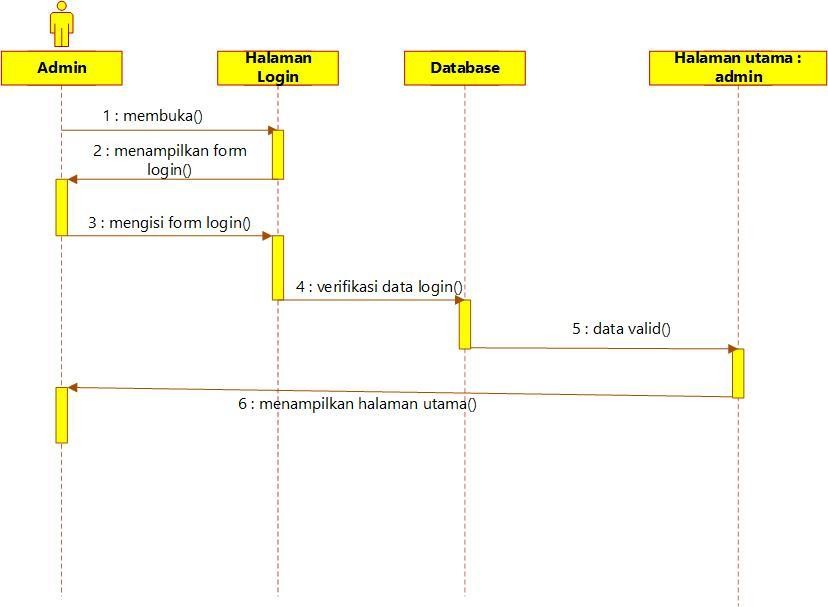 Admin
Halaman
Login
Database
Halaman utama :
admin
1 : membuka()
2 : menampilkan form
login()
3 : mengisi form login()
4 : verifikasi data login()
5 : data valid()
6 : menampilkan halaman utama()